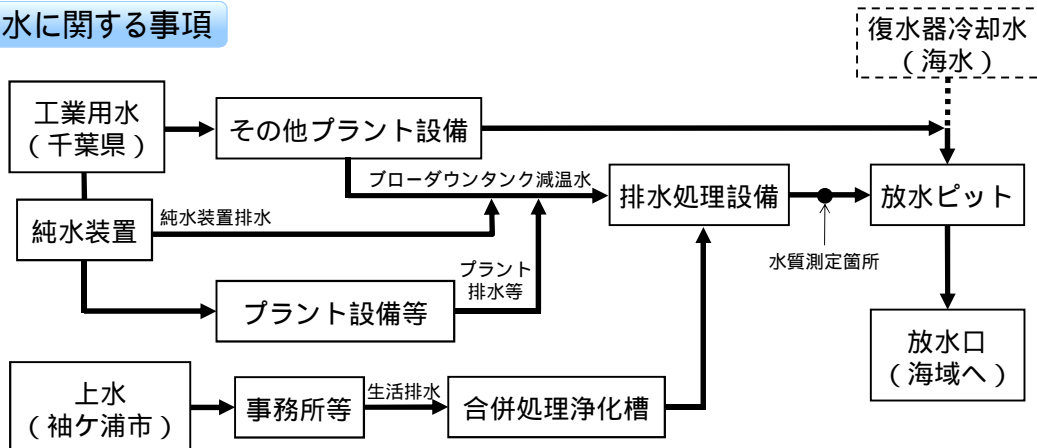 水に関する事項
復水器冷却水
(海水)
工業用水
(千葉県)
その他プラント設備
ブローダウンタンク減温水
排水処理設備
放水ピット
純水装置
純水装置排水
水質測定箇所
プラント
排水等
プラント設備等
放水口
(海域へ)
上水
(袖ケ浦市)
事務所等
生活排水
合併処理浄化槽